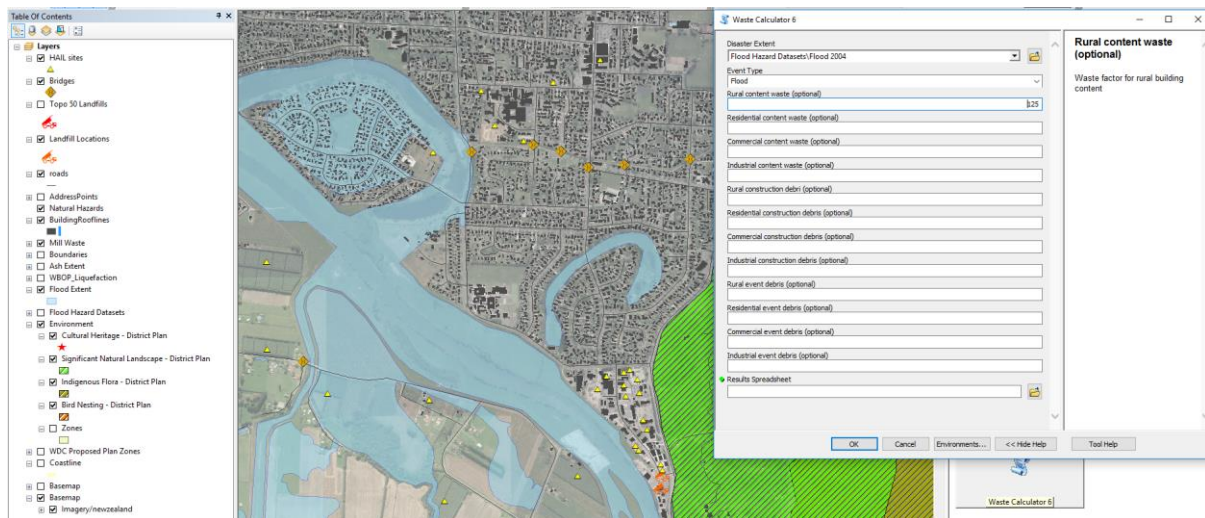 Table Of Contents
Layers
HAIL sites
Bridges
Topo 50 Landfills
Landfill Locations
roads
AddressPoints
Natural Hazards
BuildingRooflines
Mill Waste
Boundaries
Ash Extent
WBOP_Liquefaction
Flood Extent
Flood Hazard Datasets
Environment
Cultural Heritage - District Plan
Significant Natural Landscape - District Plan
Indigenous Flora - District Plan
Bird Nesting - District Plan
Zones
WDC Proposed Plan Zones
Coastline
Basemap
Basemap
Imagery/newzealand
Waste Calculator 6
Disaster Extent
Flood Hazard Datasets\Flood 2004
Event Type
Flood
Rural content waste (optional)
125
Residential content waste (optional)
Commercial content waste (optional)
Industrial content waste (optional)
Rural construction debri (optional)
Residential construction debris (optional)
Commercial construction debris (optional)
Industrial construction debris (optional)
Rural event debris (optional)
Residential event debris (optional)
Commercial event debris (optional)
Industrial event debris (optional)
Results Spreadsheet
OK Cancel Environments... << Hide Help Tool Help
Rural content waste
(optional)
Waste factor for rural building
content
Waste Calculator 6